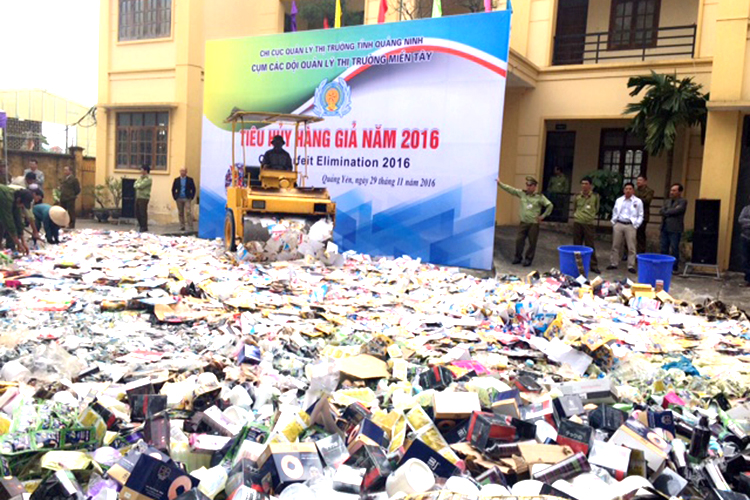 CHI CỤC QUẢN LÝ THỊ TRƯỜNG TỈNH QUẢNG NINH
CỤM CÁC ĐỘI QUẢN LÝ THỊ TRƯỜNG MIỀN TÂY
TIÊU HỦY HÀNG GIẢ NĂM 2016
feit Elimination 2016
Quảng Yên, ngày 29 tháng 11 năm 2016